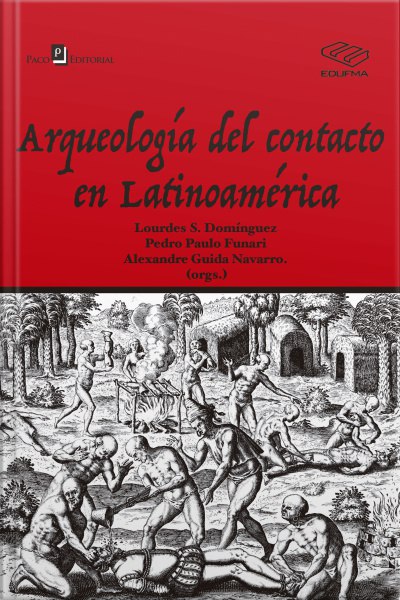 PACO EDITORIAL
EDUFMA
Arqueología del contacto
en Latinoamérica
Lourdes S. Domínguez
Pedro Paulo Funari
Alexandre Guida Navarro.
(orgs.)